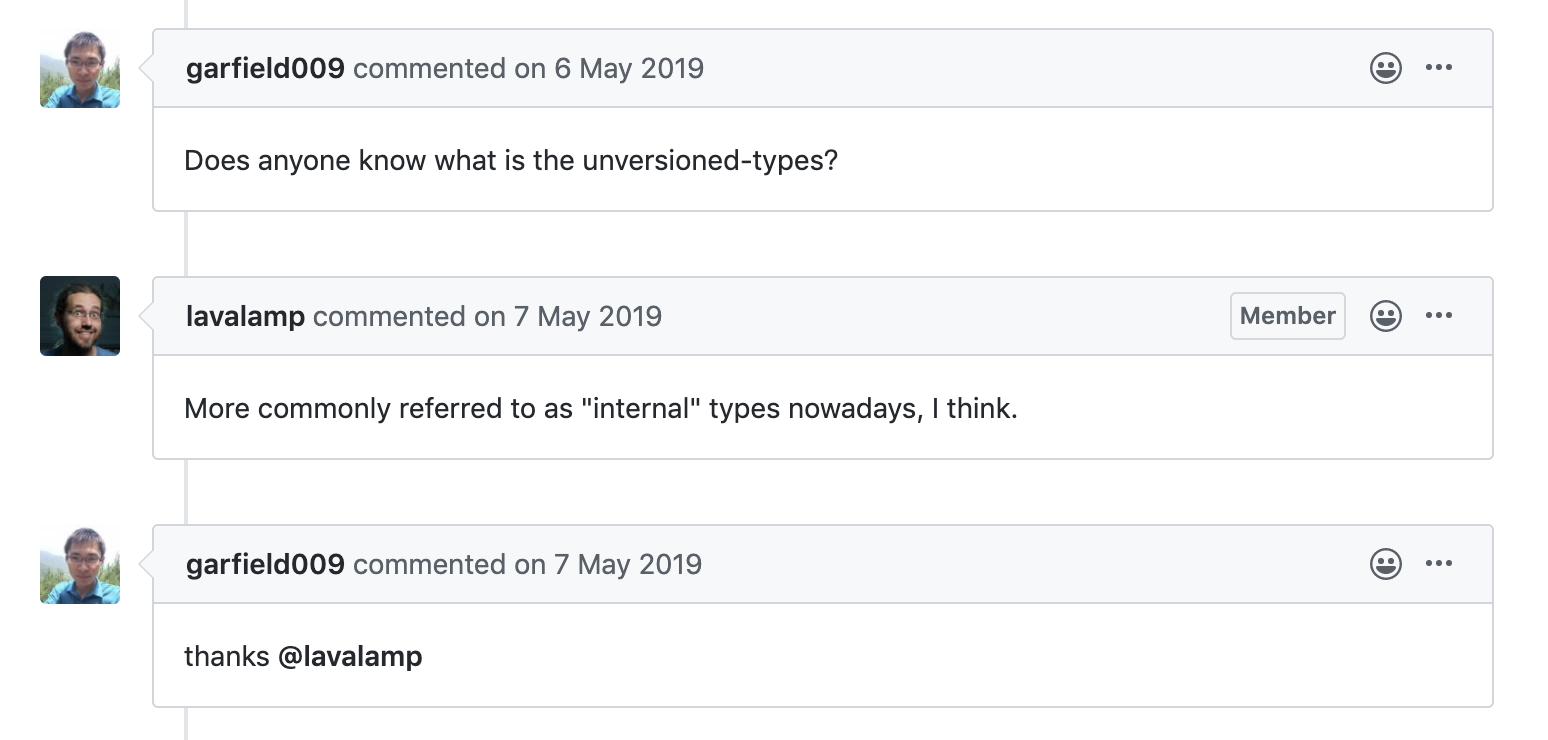 garfield009 commented on 6 May 2019
Does anyone know what is the unversioned-types?
lavalamp commented on 7 May 2019 Member
More commonly referred to as "internal" types nowadays, I think.
garfield009 commented on 7 May 2019
thanks @lavalamp